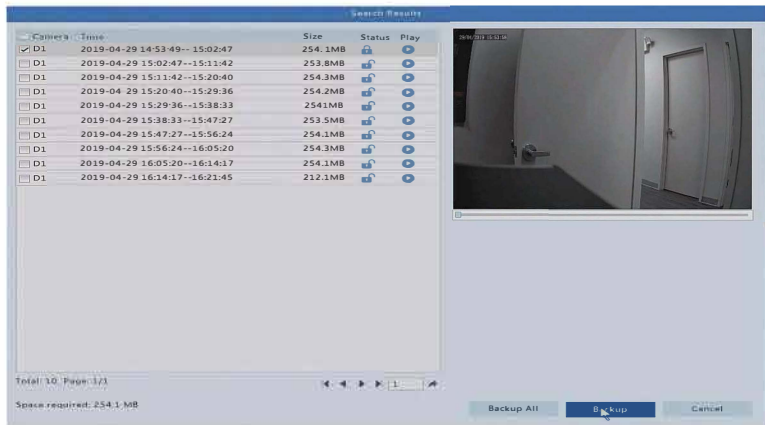 Search Results
Camera Time Size Status Play
D1 2019-04-29 14:53:49--15:02:47 254.1MB
D1 2019-04-29 15:02:47--15:11:42 253.8MB
D1 2019-04-29 15:11:42--15:20:40 254.3MB
D1 2019-04-29 15:20:40--15:29:36 254.2MB
D1 2019-04-29 15:29:36--15:38:33 2541MB
D1 2019-04-29 15:38:33--15:47:27 253.5MB
D1 2019-04-29 15:47:27--15:56:24 254.1MB
D1 2019-04-29 15:56:24--16:05:20 254.3MB
D1 2019-04-29 16:05:20--16:14:17 254.1MB
D1 2019-04-29 16:14:17--16:21:45 212.1MB
Total: 10 Page: 1/1
1
Space required: 254.1 MB
Backup All Backup Cancel